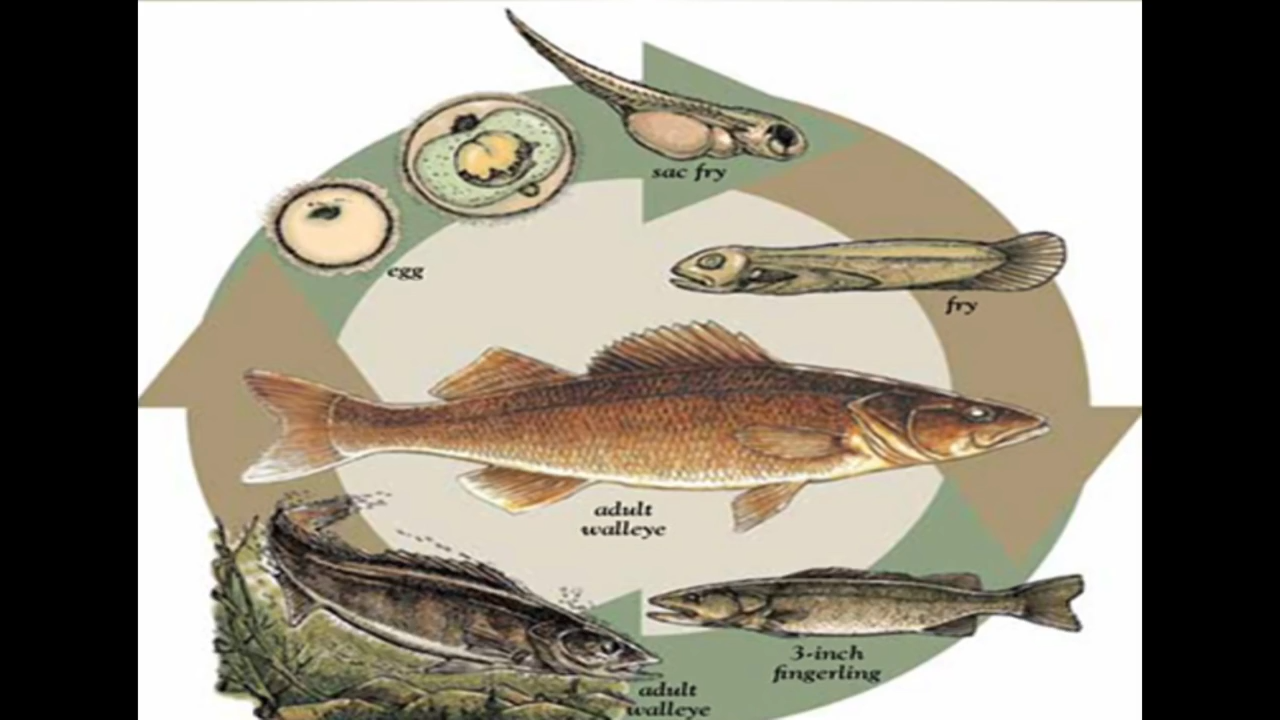 sac fry
egg
fry
adult
walleye
3-inch
fingerling
adult
walleye